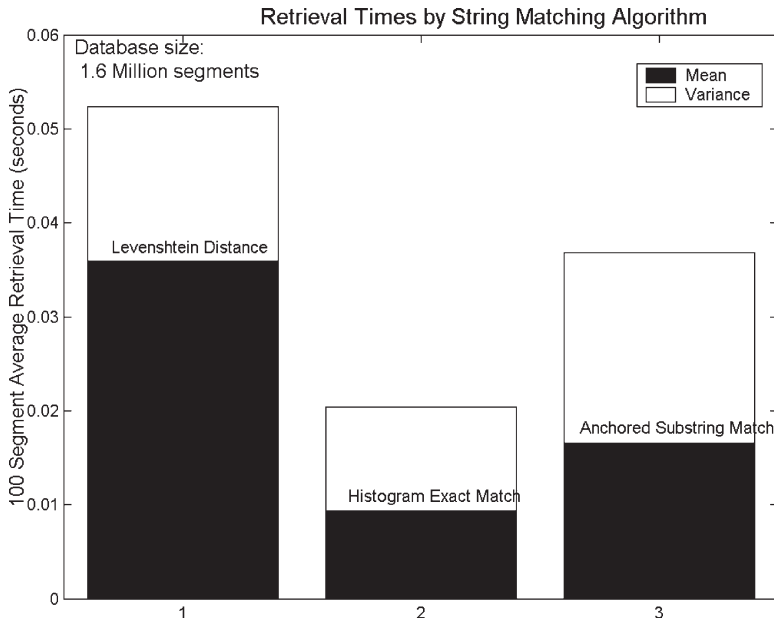 Retrieval Times by String Matching Algorithm
Database size:
1.6 Million segments
Mean
Variance
100 Segment Average Retrieval Time (seconds)
0.06
0.05
0.04
0.03
0.02
0.01
0
Levenshtein Distance
Histogram Exact Match
Anchored Substring Match
1
2
3